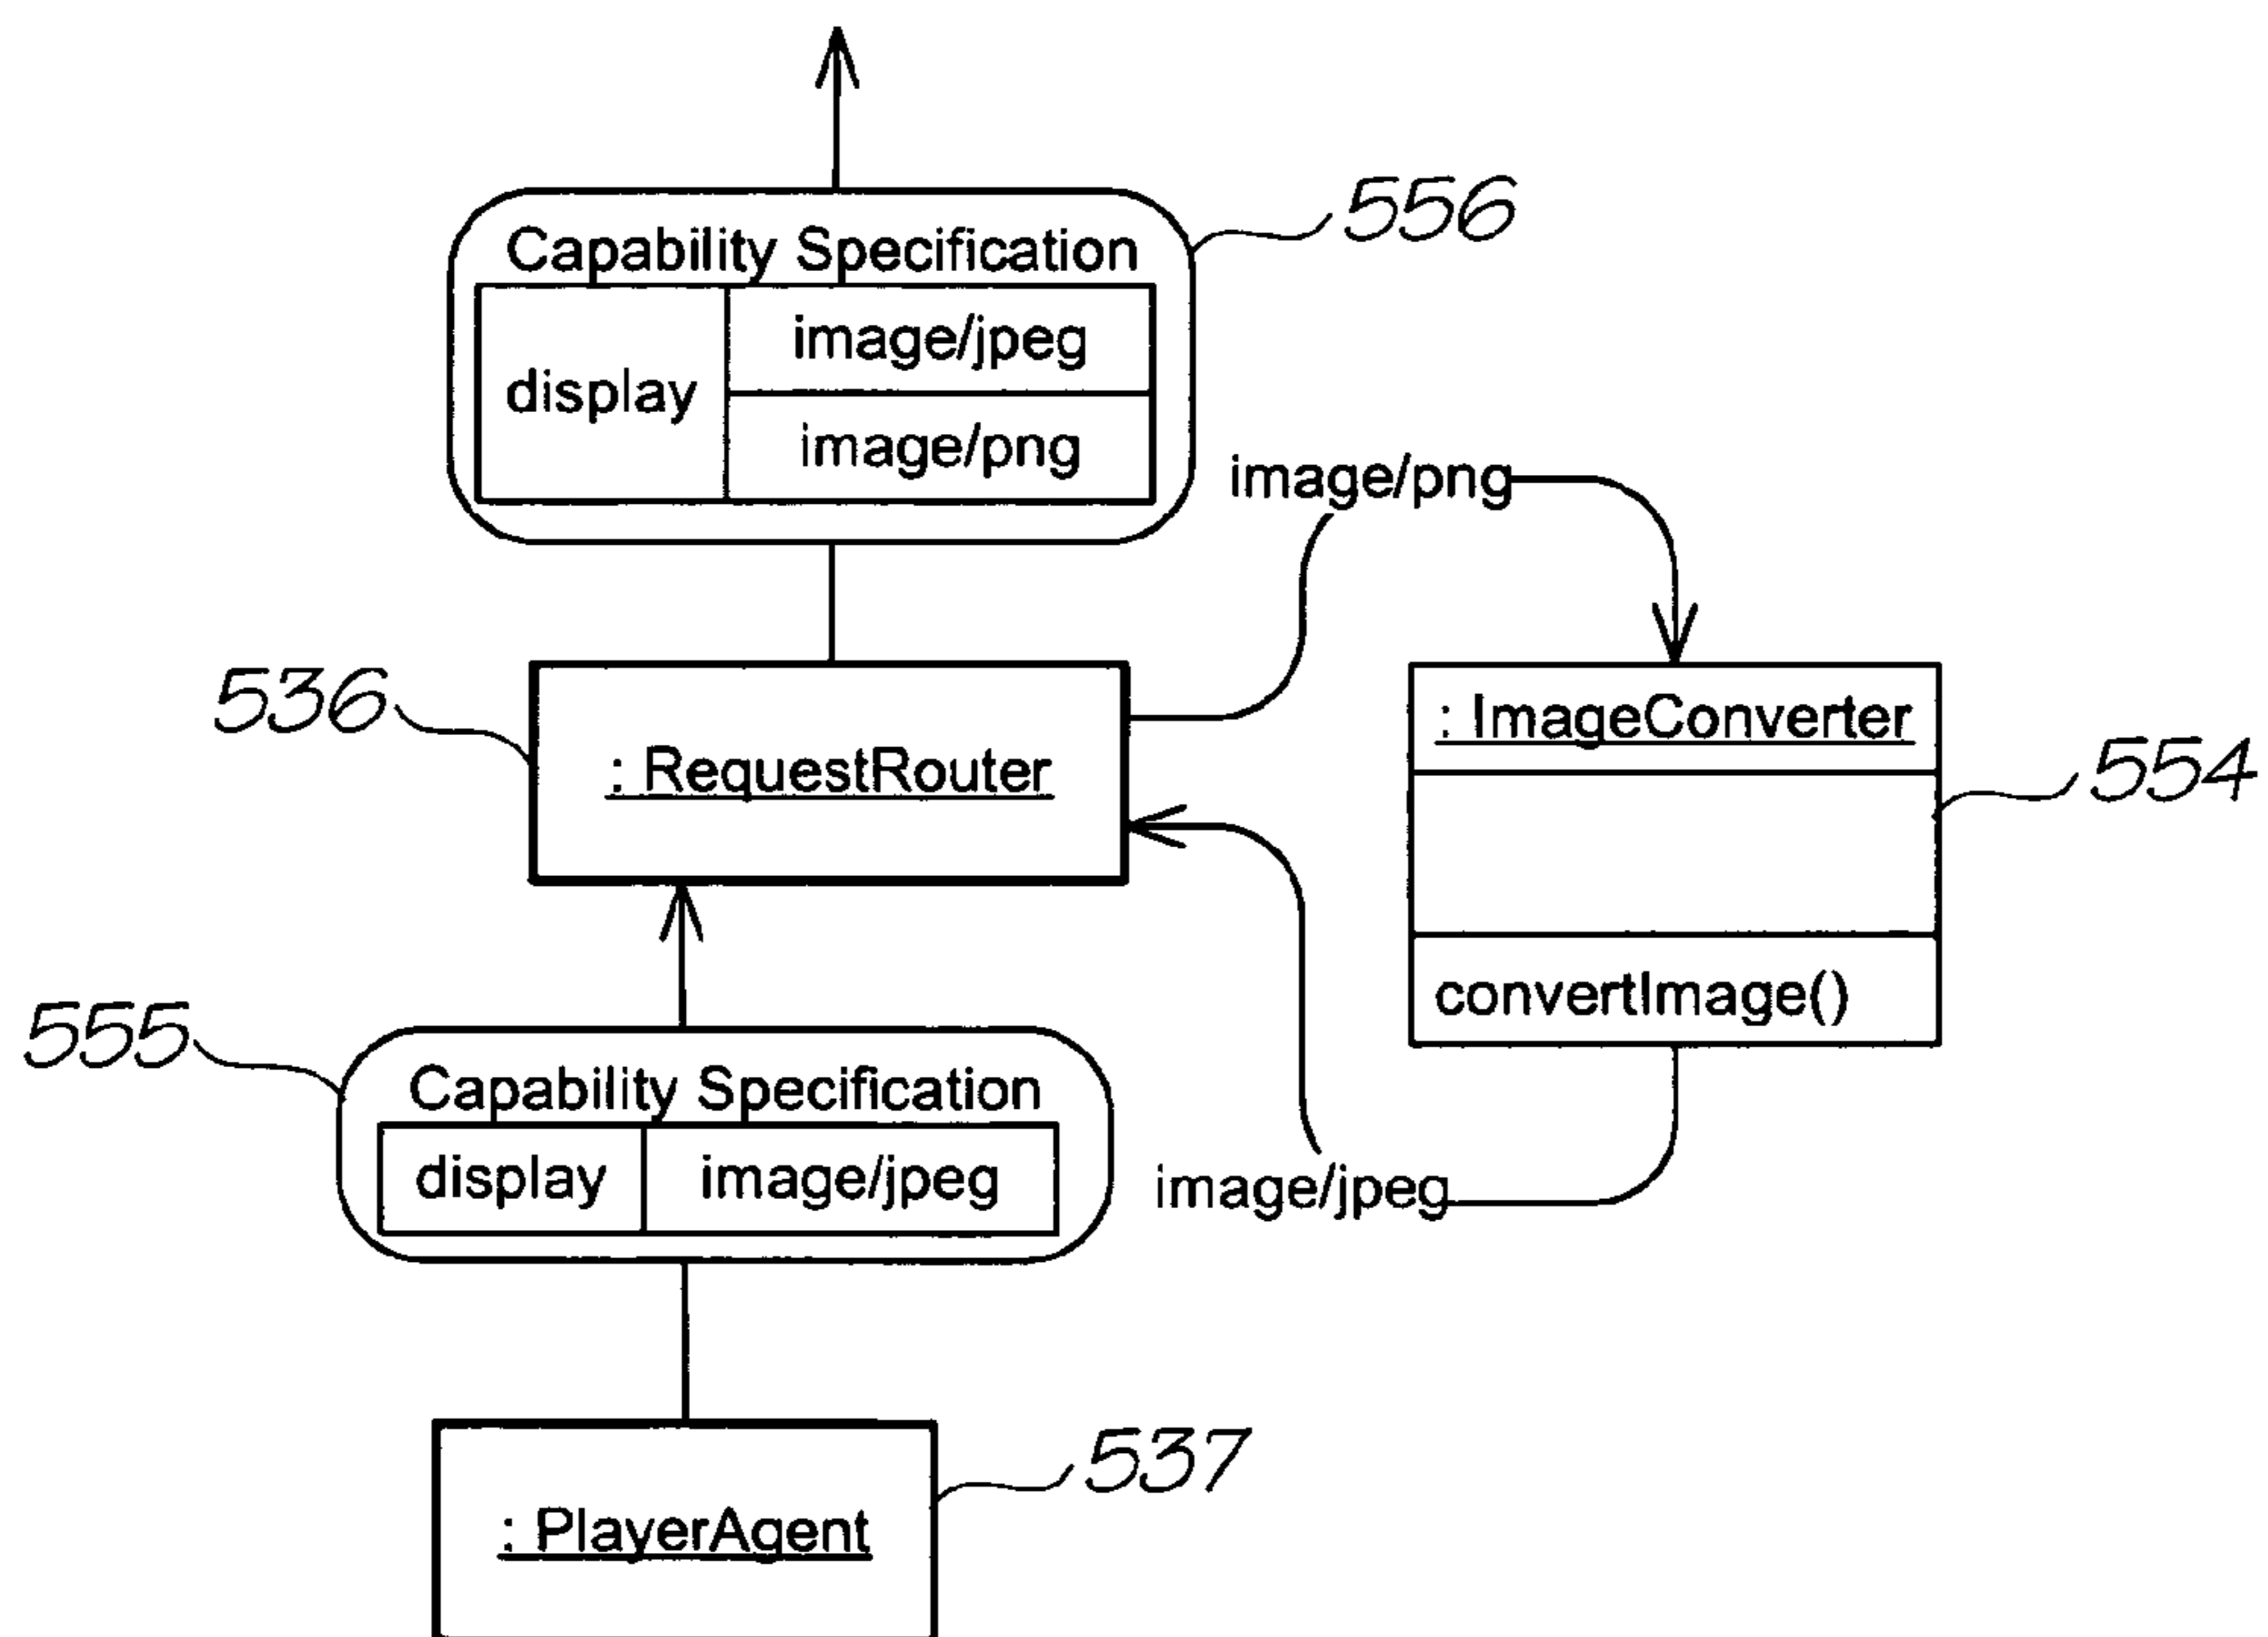 556
Capability Specification
display
image/jpeg
image/png
image/png
536
: RequestRouter
: ImageConverter
554
convertImage()
555
Capability Specification
display
image/jpeg
image/jpeg
537
: PlayerAgent